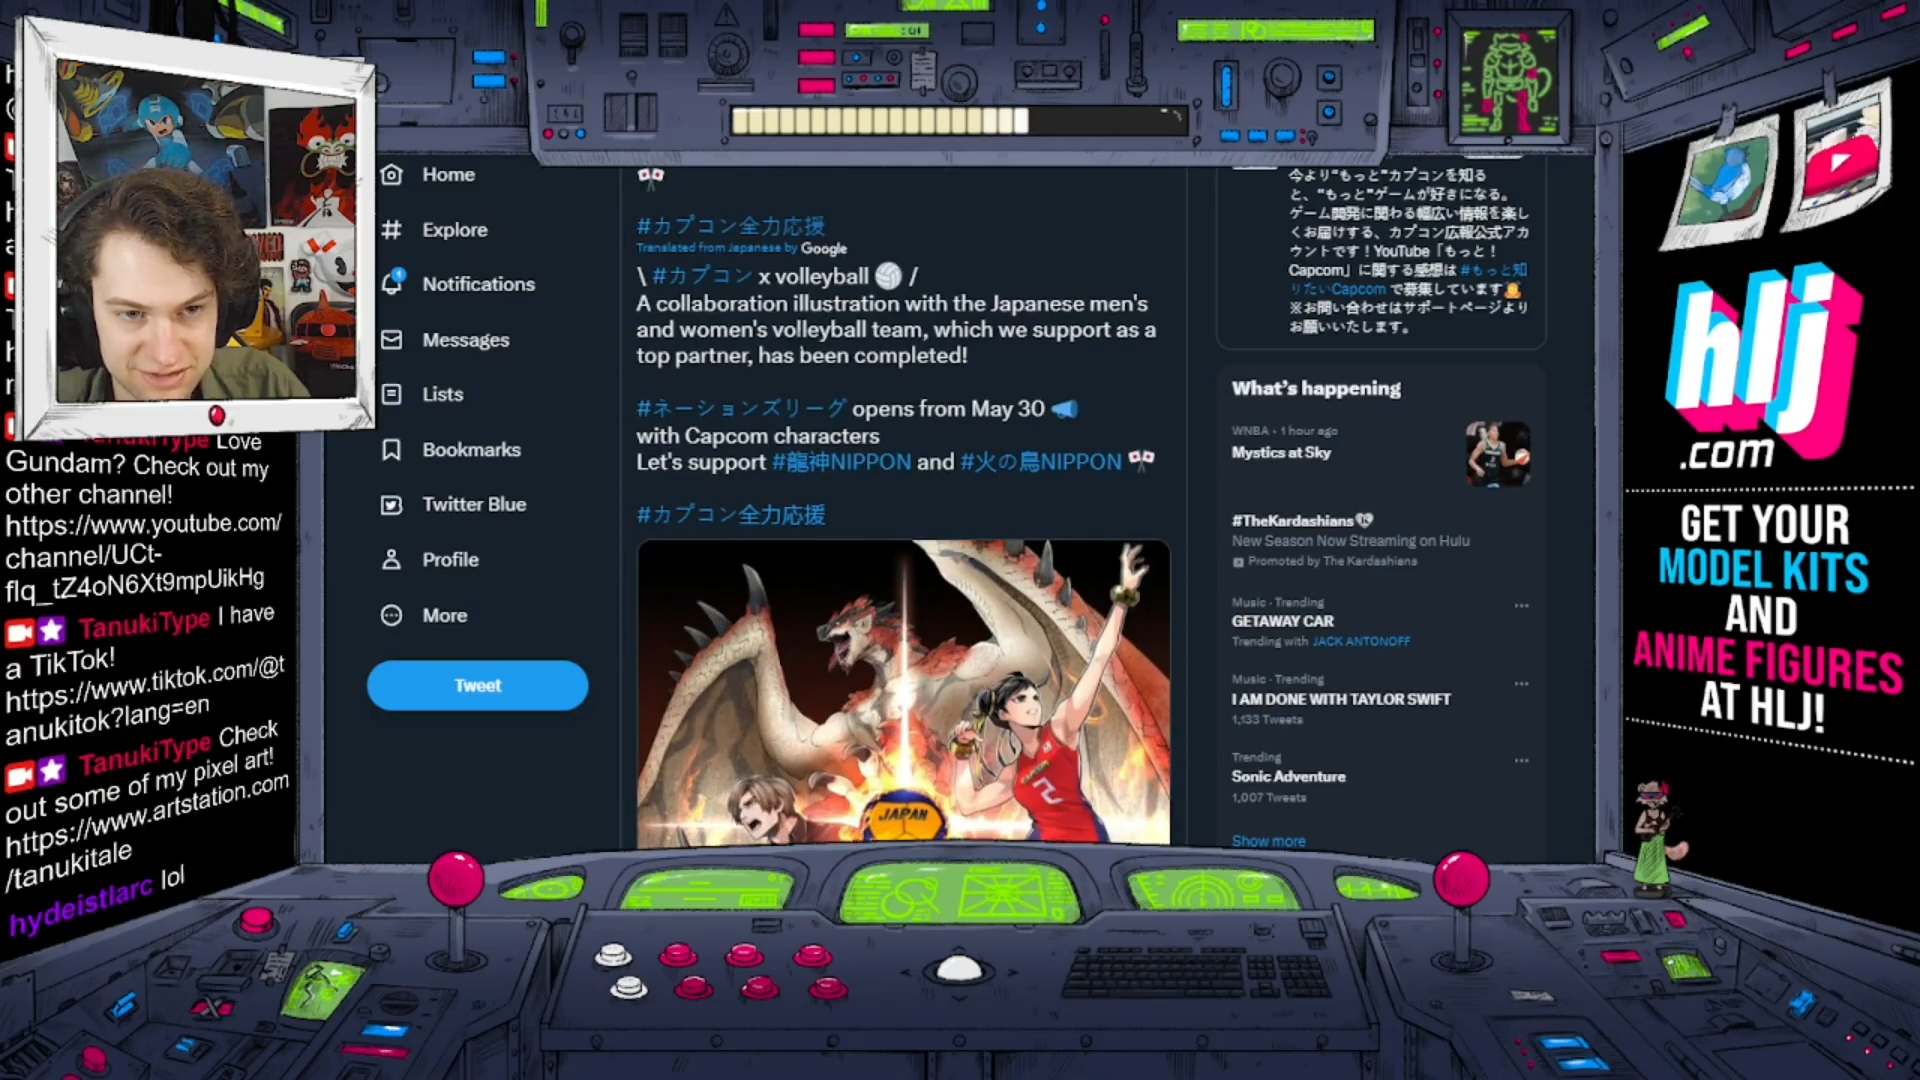 TanukiType Love
Gundam? Check out my
other channel!
https://www.youtube.com/
channel/UCt-
flq_tZ4oN6Xt9mpUikHg
TanukiType I have
a TikTok!
https://www.tiktok.com/@t
anukitok?lang=en
TanukiType Check
out some of my pixel art!
https://www.artstation.com
/tanukitale
hydeistlarc lol
Home
Explore
Notifications
Messages
Lists
Bookmarks
Twitter Blue
Profile
More
Tweet
#カプコン全力応援
Translated from Japanese by Google
\ #カプコン x volleyball 🏐 /
A collaboration illustration with the Japanese men's
and women's volleyball team, which we support as a
top partner, has been completed!
#ネーションズリーグ opens from May 30 📣
with Capcom characters
Let's support #龍神NIPPON and #火の鳥NIPPON 🎌
#カプコン全力応援
JAPAN
CAPCOM
今より“もっと”カプコンを知る
と、“もっと”ゲームが好きになる。
ゲーム開発に関わる幅広い情報を楽し
くお届けする、カプコン広報公式アカ
ウントです！YouTube「もっと！
Capcom」に関する感想は #もっと知
りたいCapcom で募集しています🙇
※お問い合わせはサポートページより
お願いいたします。
What's happening
WNBA · 1 hour ago
Mystics at Sky
#TheKardashians
New Season Now Streaming on Hulu
Promoted by The Kardashians
Music · Trending
GETAWAY CAR
Trending with JACK ANTONOFF
Music · Trending
I AM DONE WITH TAYLOR SWIFT
1,133 Tweets
Trending
Sonic Adventure
1,007 Tweets
Show more
hlj
.com
GET YOUR
MODEL KITS
AND
ANIME FIGURES
AT HLJ!